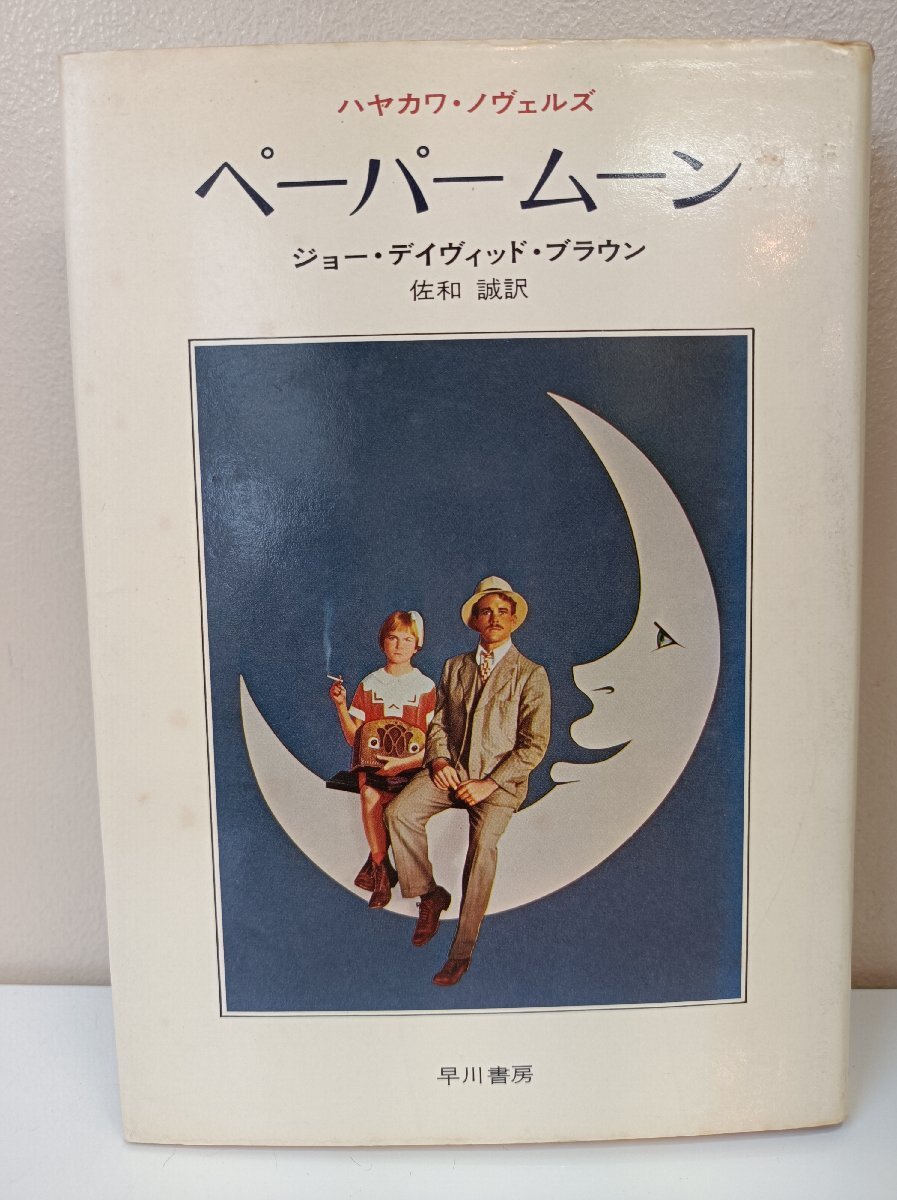 ハヤカワ・ノヴェルズ
ペーパームーン
ジョー・デイヴィッド・ブラウン
佐和 誠訳
早川書房